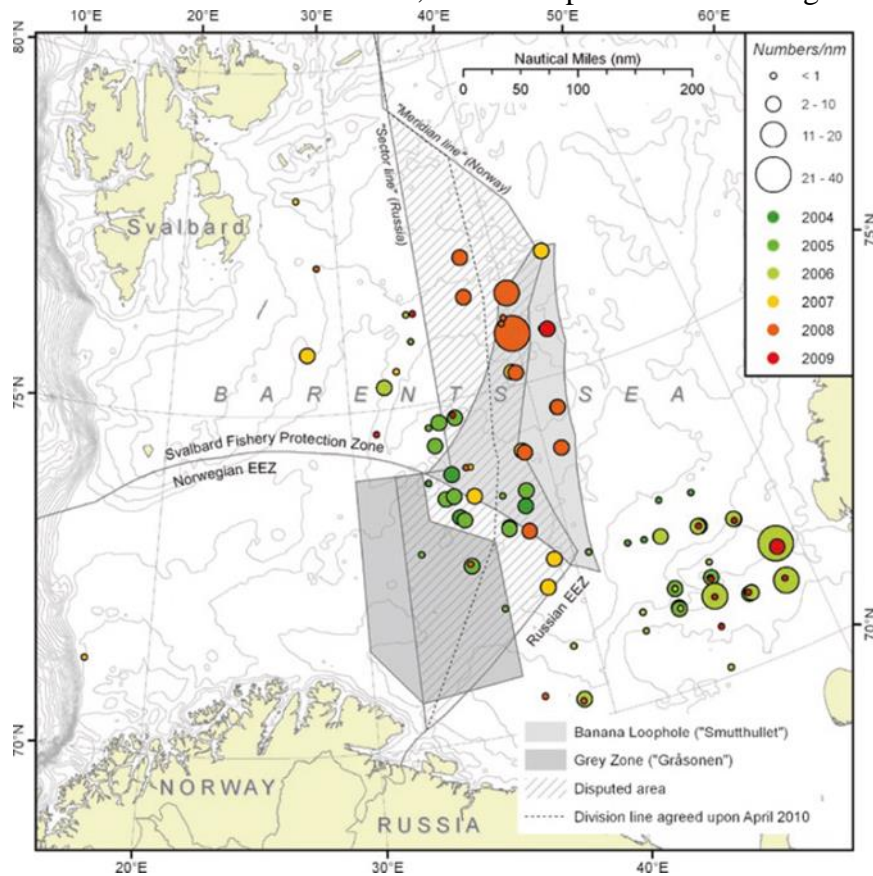 10°E 20°E 30°E 40°E 50°E 60°E
80°N
Nautical Miles (nm)
0 50 100 200
Numbers/nm
< 1
2 - 10
11 - 20
21 - 40
2004
2005
2006
2007
2008
2009
"Meridian line" (Norway)
"Sector line" (Russia)
Svalbard
75°N
75°N
BARENTS SEA
Svalbard Fishery Protection Zone
Norwegian EEZ
Russian EEZ
70°N
70°N
Banana Loophole ("Smutthullet")
Grey Zone ("Gråsonen")
Disputed area
Division line agreed upon April 2010
NORWAY
RUSSIA
20°E 30°E 40°E